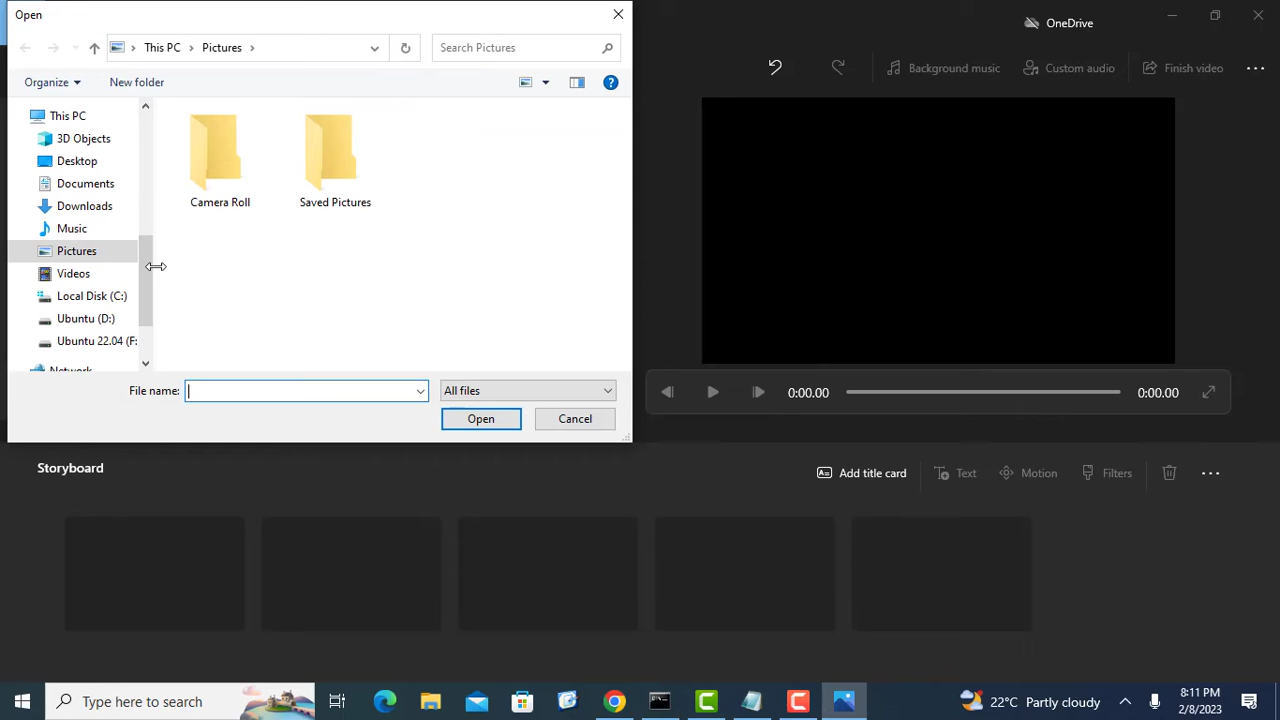 Open
OneDrive
This PC
Pictures
Search Pictures
Background music
Custom audio
Finish video
Organize
New folder
This PC
3D Objects
Desktop
Documents
Downloads
Music
Pictures
Videos
Local Disk (C:)
Ubuntu (D:)
Ubuntu 22.04 (F:
Network
Camera Roll
Saved Pictures
File name:
All files
Open
Cancel
0:00.00
0:00.00
Storyboard
Add title card
Text
Motion
Filters
Type here to search
22°C Partly cloudy
8:11 PM
2/8/2023